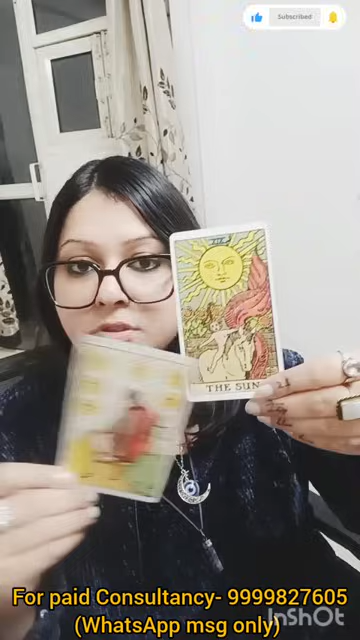 Subscribed
THE SUN
For paid Consultancy- 9999827605
(WhatsApp msg only)
InShOt